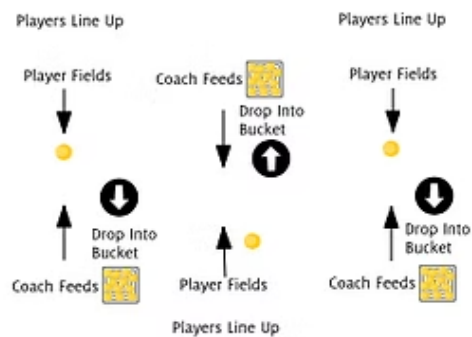 Players Line Up
Player Fields
Drop Into
Bucket
Coach Feeds
Coach Feeds
Drop Into
Bucket
Player Fields
Players Line Up
Players Line Up
Player Fields
Drop Into
Bucket
Coach Feeds